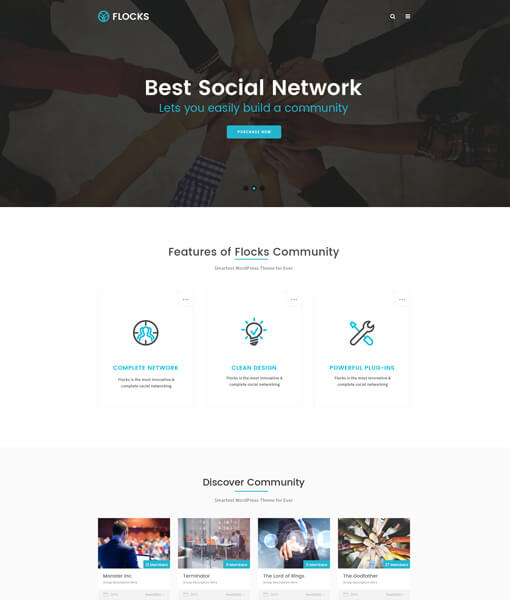 FLOCKS
Best Social Network
Lets you easily build a community
PURCHASE NOW
Features of Flocks Community
Smartest WordPress Theme for Ever
COMPLETE NETWORK
Flocks is the most innovative &
complete social networking
CLEAN DESIGN
Flocks is the most innovative &
complete social networking
POWERFUL PLUG-INS
Flocks is the most innovative &
complete social networking
Discover Community
Smartest WordPress Theme for Ever
Members
Monster Inc.
Group Description Here
Members
Terminator
Group Description Here
Members
The Lord of Rings
Group Description Here
27 Members
The Godfather
Group Description Here